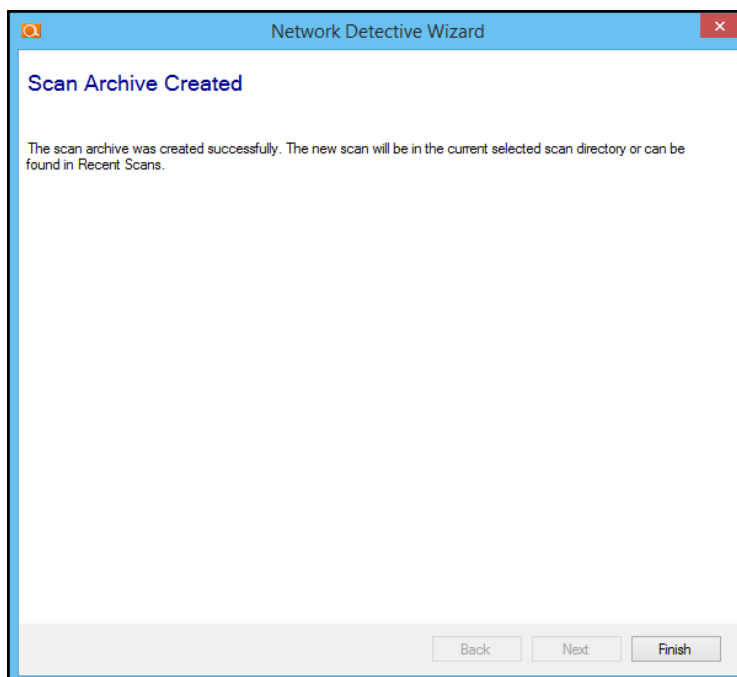 Network Detective Wizard
Scan Archive Created
The scan archive was created successfully. The new scan will be in the current selected scan directory or can be
found in Recent Scans.
Back Next Finish